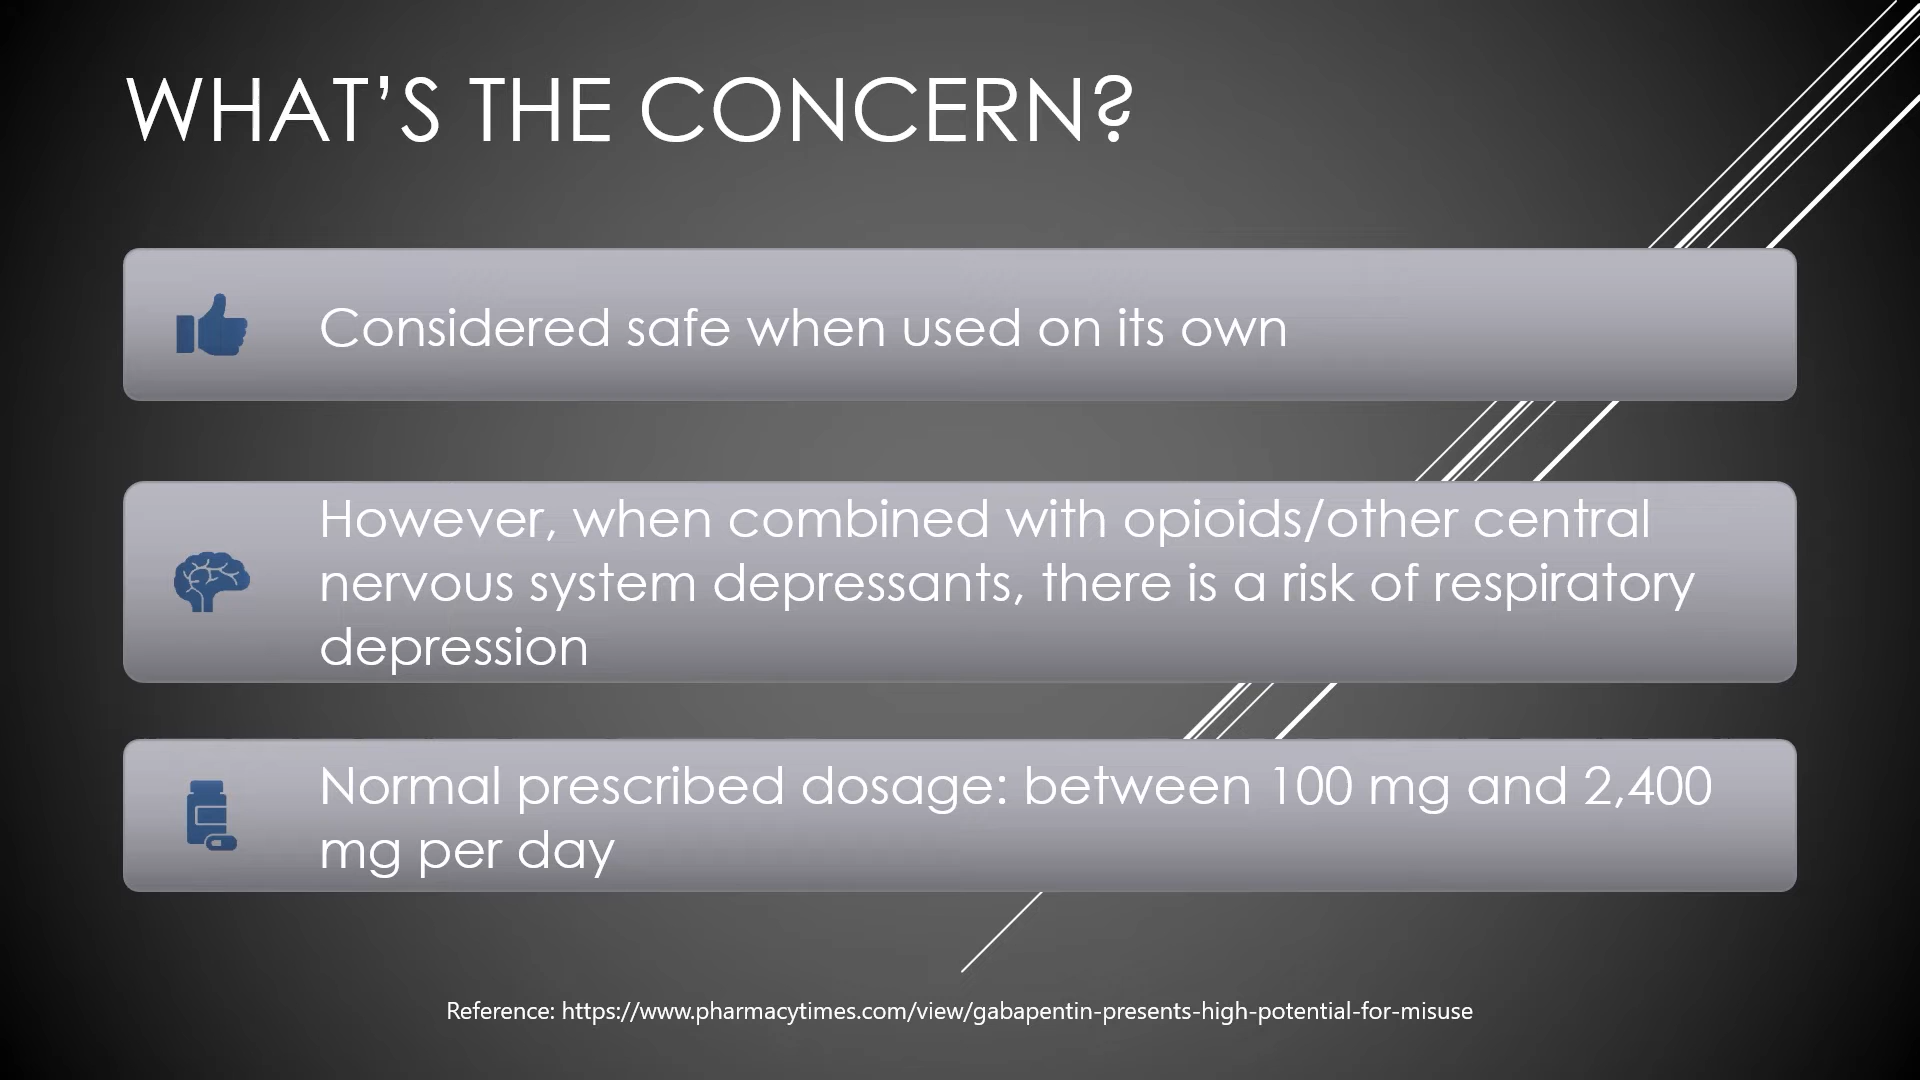 WHAT’S THE CONCERN?
Considered safe when used on its own
However, when combined with opioids/other central
nervous system depressants, there is a risk of respiratory
depression
Normal prescribed dosage: between 100 mg and 2,400
mg per day
Reference: https://www.pharmacytimes.com/view/gabapentin-presents-high-potential-for-misuse